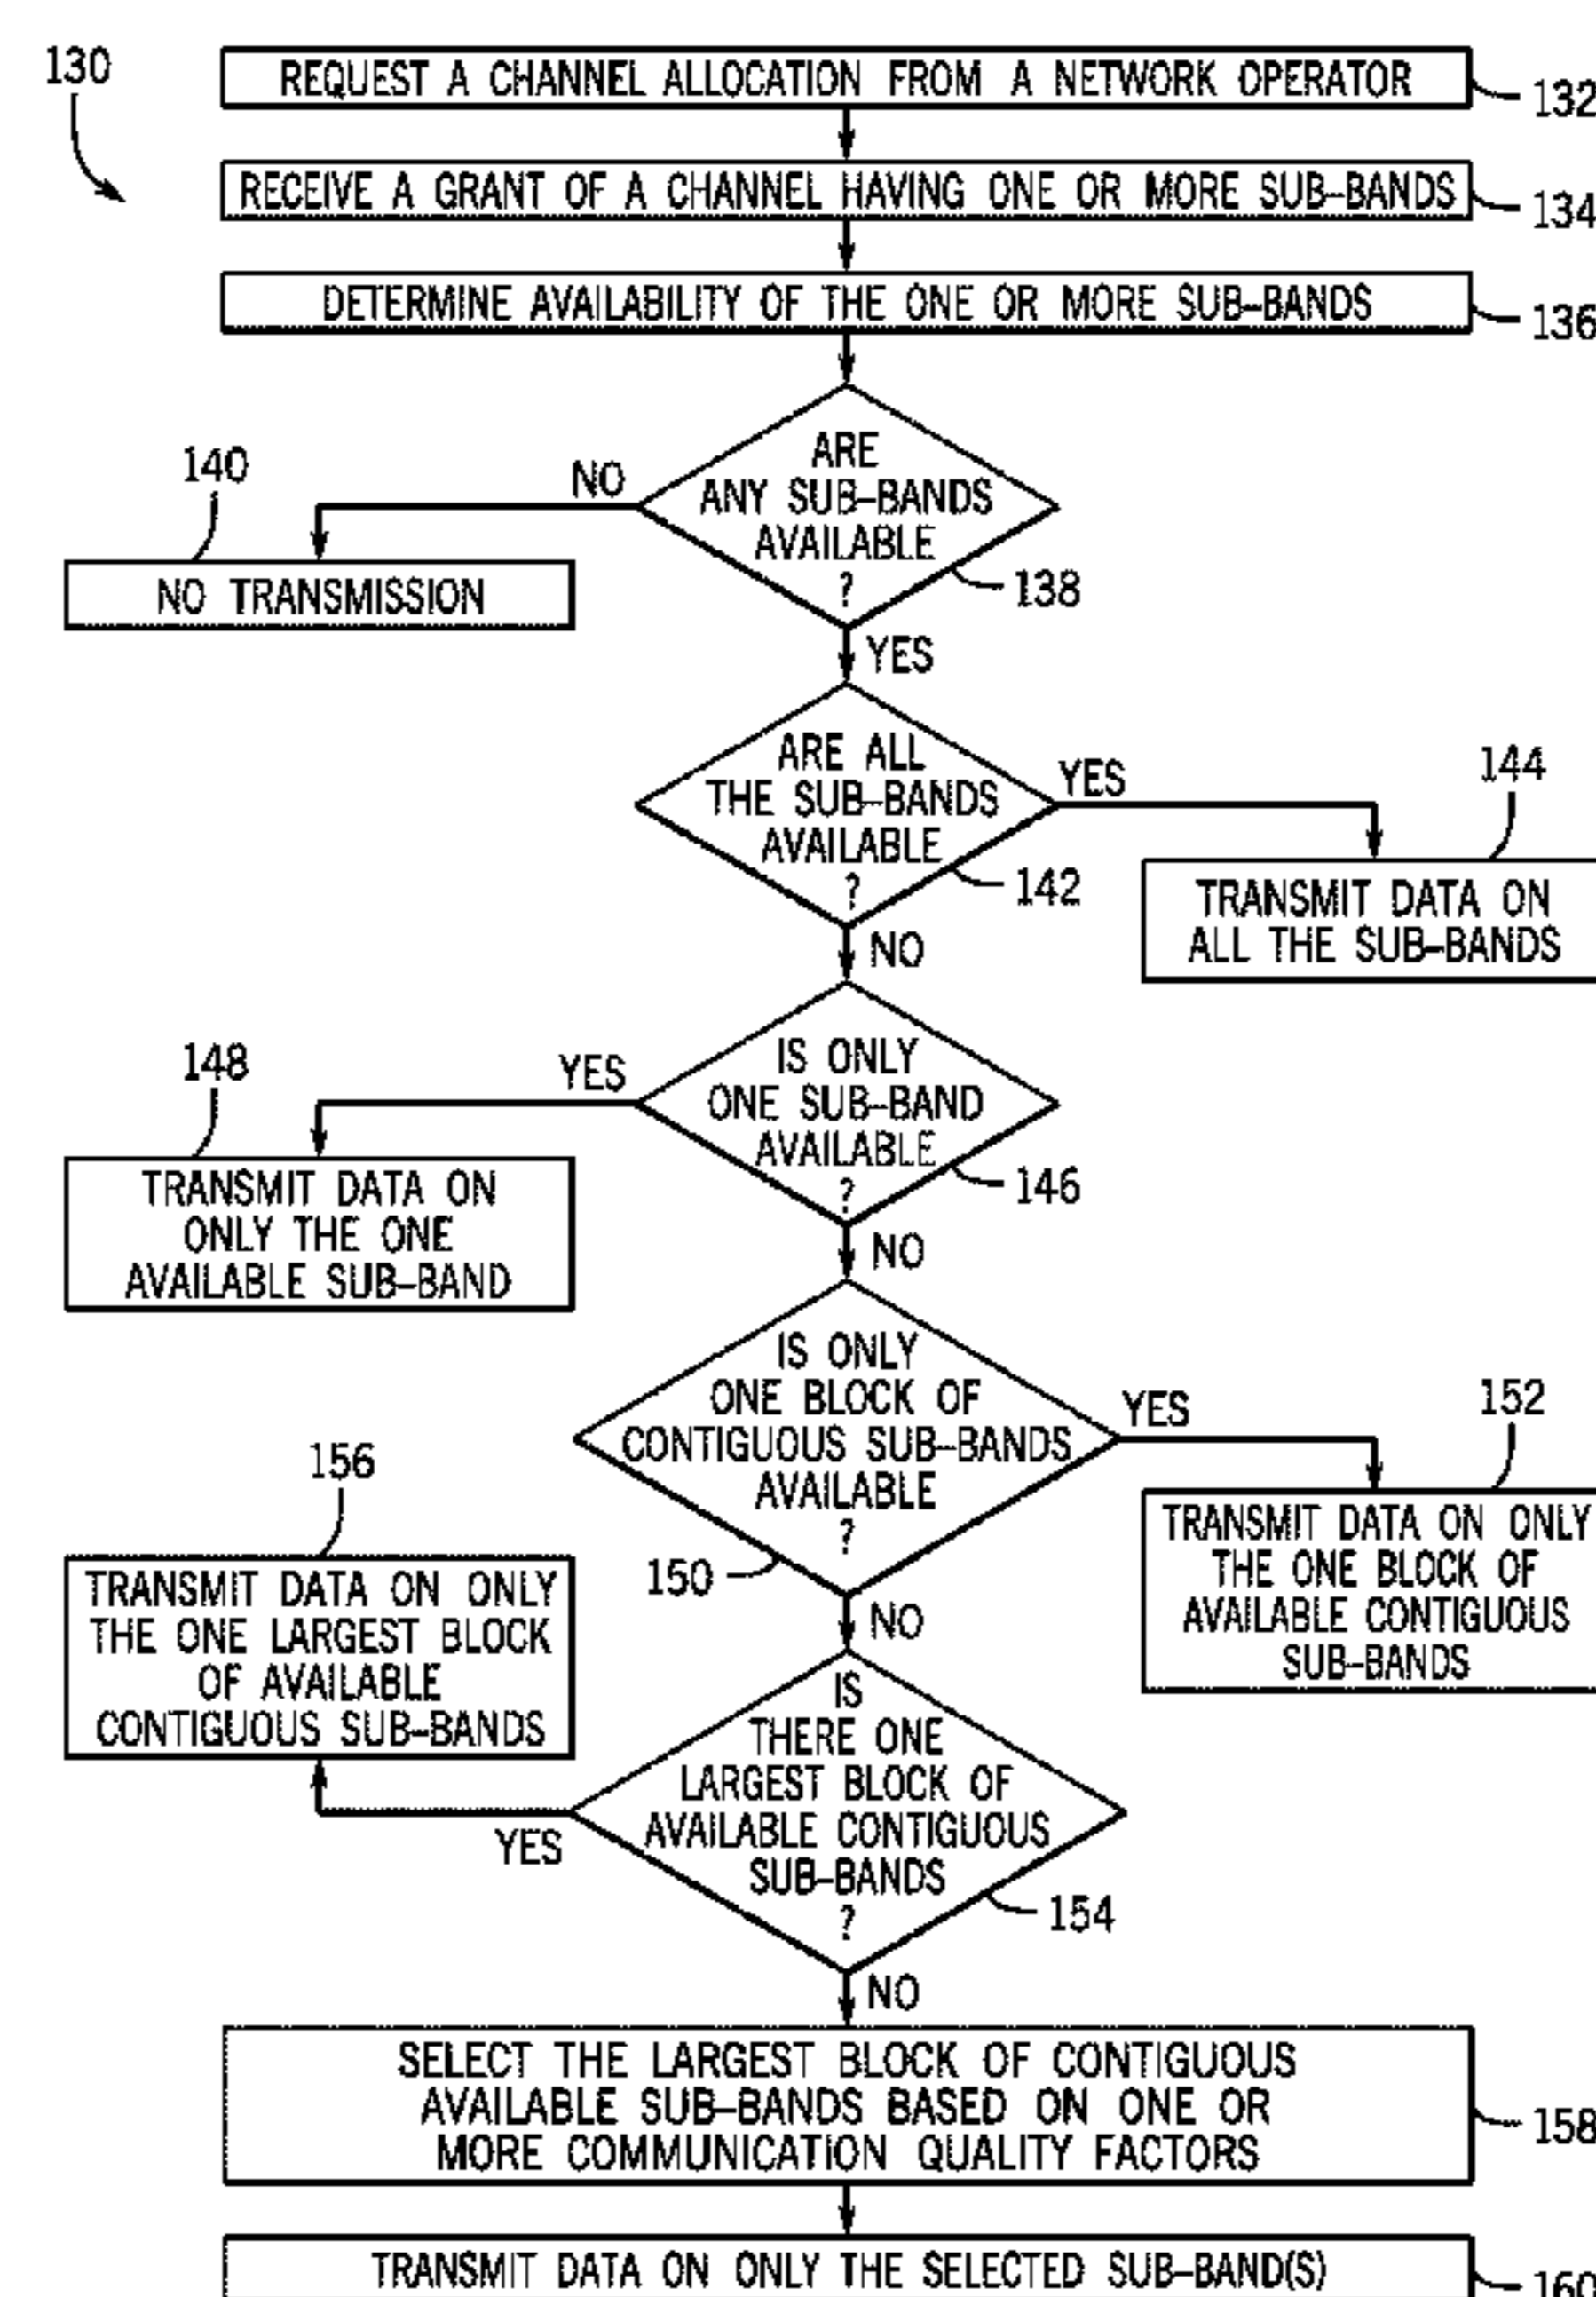 130
REQUEST A CHANNEL ALLOCATION FROM A NETWORK OPERATOR
132
RECEIVE A GRANT OF A CHANNEL HAVING ONE OR MORE SUB-BANDS
134
DETERMINE AVAILABILITY OF THE ONE OR MORE SUB-BANDS
136
ARE
ANY SUB-BANDS
AVAILABLE
?
138
NO
140
NO TRANSMISSION
YES
ARE ALL
THE SUB-BANDS
AVAILABLE
?
142
YES
144
TRANSMIT DATA ON
ALL THE SUB-BANDS
NO
IS ONLY
ONE SUB-BAND
AVAILABLE
?
146
YES
148
TRANSMIT DATA ON
ONLY THE ONE
AVAILABLE SUB-BAND
NO
IS ONLY
ONE BLOCK OF
CONTIGUOUS SUB-BANDS
AVAILABLE
?
150
YES
152
TRANSMIT DATA ON ONLY
THE ONE BLOCK OF
AVAILABLE CONTIGUOUS
SUB-BANDS
NO
IS
THERE ONE
LARGEST BLOCK OF
AVAILABLE CONTIGUOUS
SUB-BANDS
?
154
YES
156
TRANSMIT DATA ON ONLY
THE ONE LARGEST BLOCK
OF AVAILABLE
CONTIGUOUS SUB-BANDS
NO
SELECT THE LARGEST BLOCK OF CONTIGUOUS
AVAILABLE SUB-BANDS BASED ON ONE OR
MORE COMMUNICATION QUALITY FACTORS
158
TRANSMIT DATA ON ONLY THE SELECTED SUB-BAND(S)
160